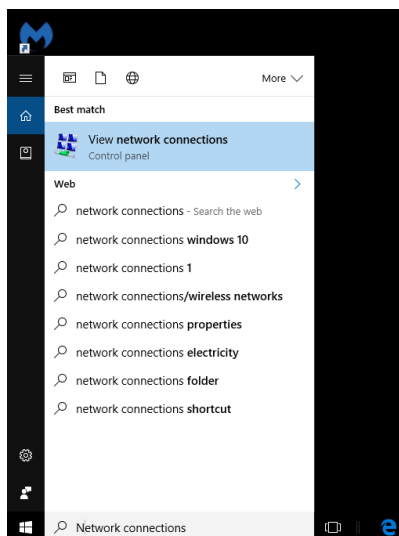 More
Best match
View network connections
Control panel
Web
network connections - Search the web
network connections windows 10
network connections 1
network connections/wireless networks
network connections properties
network connections electricity
network connections folder
network connections shortcut
Network connections